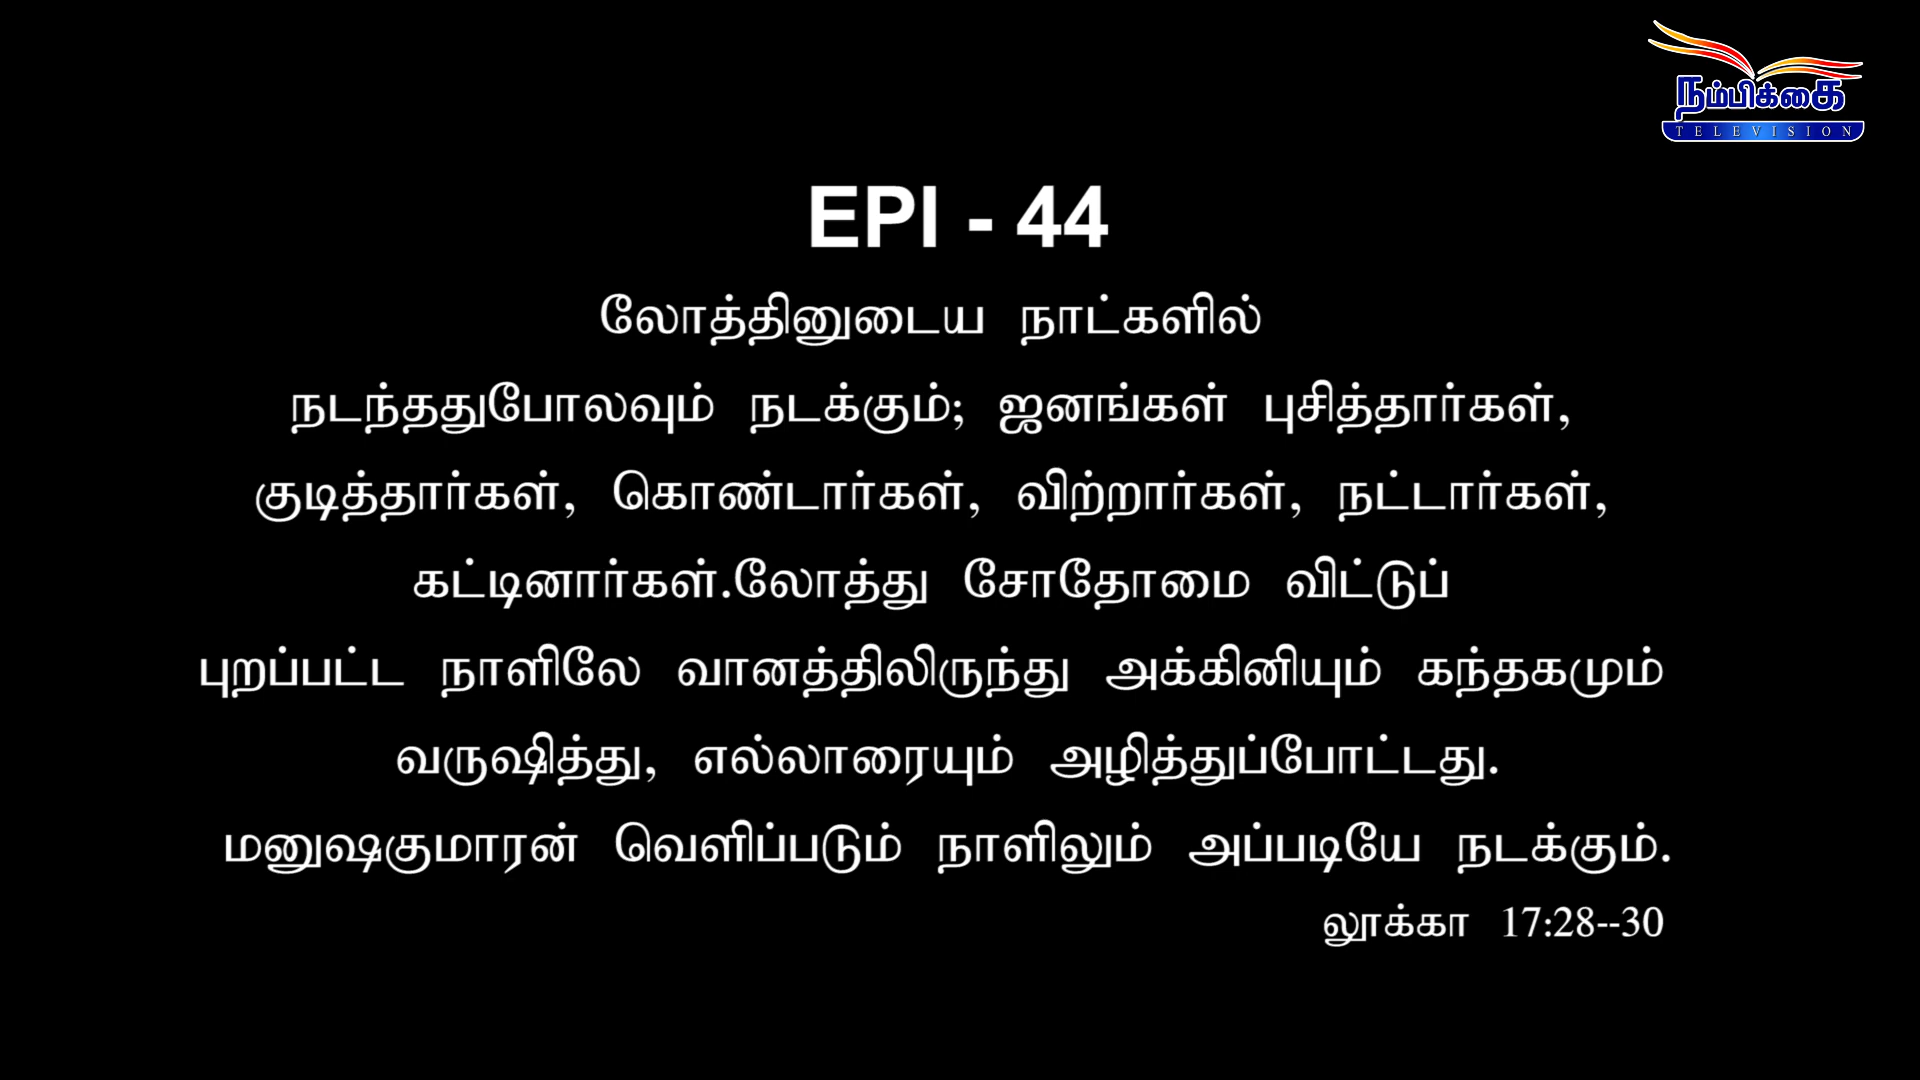 நம்பிக்கை
TELEVISION
EPI - 44
லோத்தினுடைய நாட்களில்
நடந்ததுபோலவும் நடக்கும்; ஜனங்கள் புசித்தார்கள்,
குடித்தார்கள், கொண்டார்கள், விற்றார்கள், நட்டார்கள்,
கட்டினார்கள்.லோத்து சோதோமை விட்டுப்
புறப்பட்ட நாளிலே வானத்திலிருந்து அக்கினியும் கந்தகமும்
வருஷித்து, எல்லாரையும் அழித்துப்போட்டது.
மனுஷகுமாரன் வெளிப்படும் நாளிலும் அப்படியே நடக்கும்.
லூக்கா 17:28--30